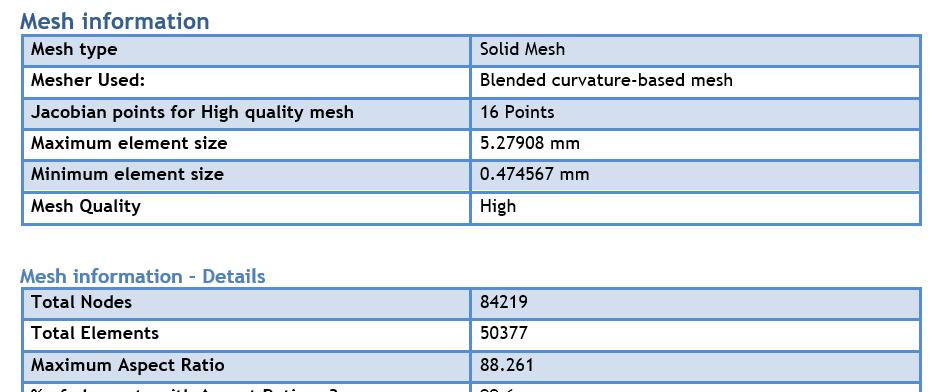 Mesh information
Mesh type Solid Mesh
Mesher Used: Blended curvature-based mesh
Jacobian points for High quality mesh 16 Points
Maximum element size 5.27908 mm
Minimum element size 0.474567 mm
Mesh Quality High
Mesh information - Details
Total Nodes 84219
Total Elements 50377
Maximum Aspect Ratio 88.261